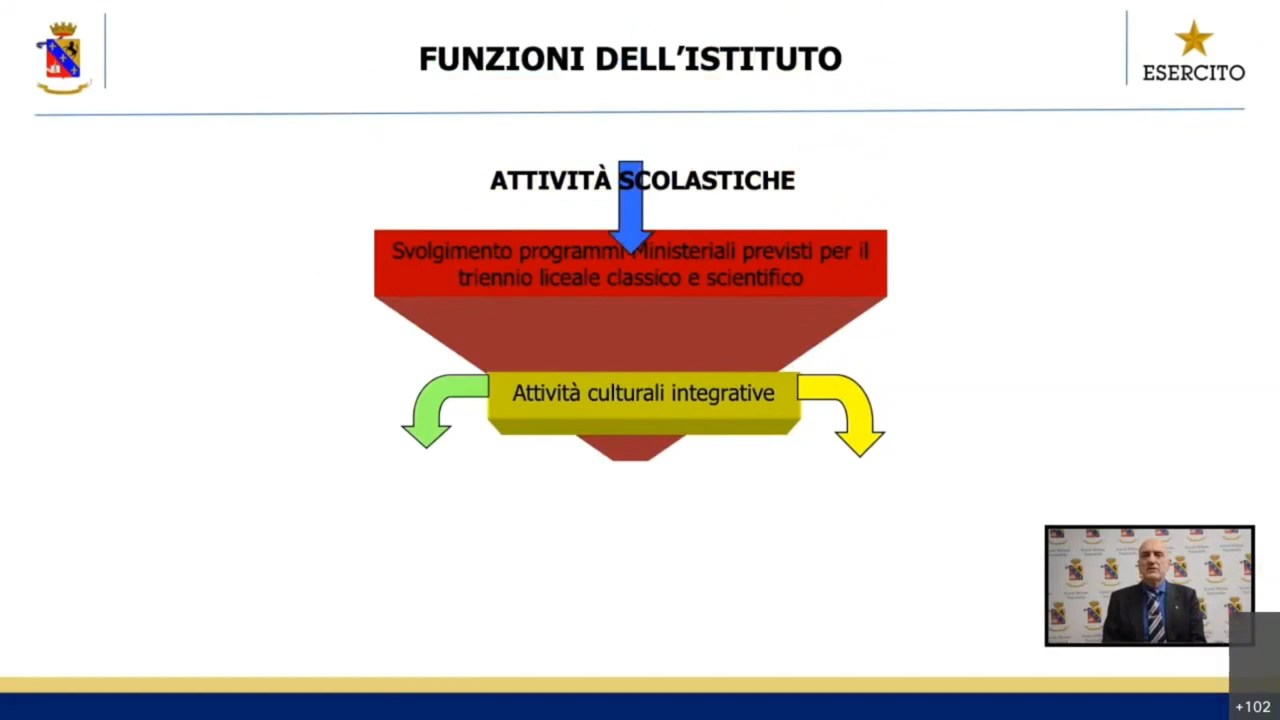 FUNZIONI DELL'ISTITUTO
ESERCITO
ATTIVITÀ SCOLASTICHE
Svolgimento programmi Ministeriali previsti per il
triennio liceale classico e scientifico
Attività culturali integrative
+102